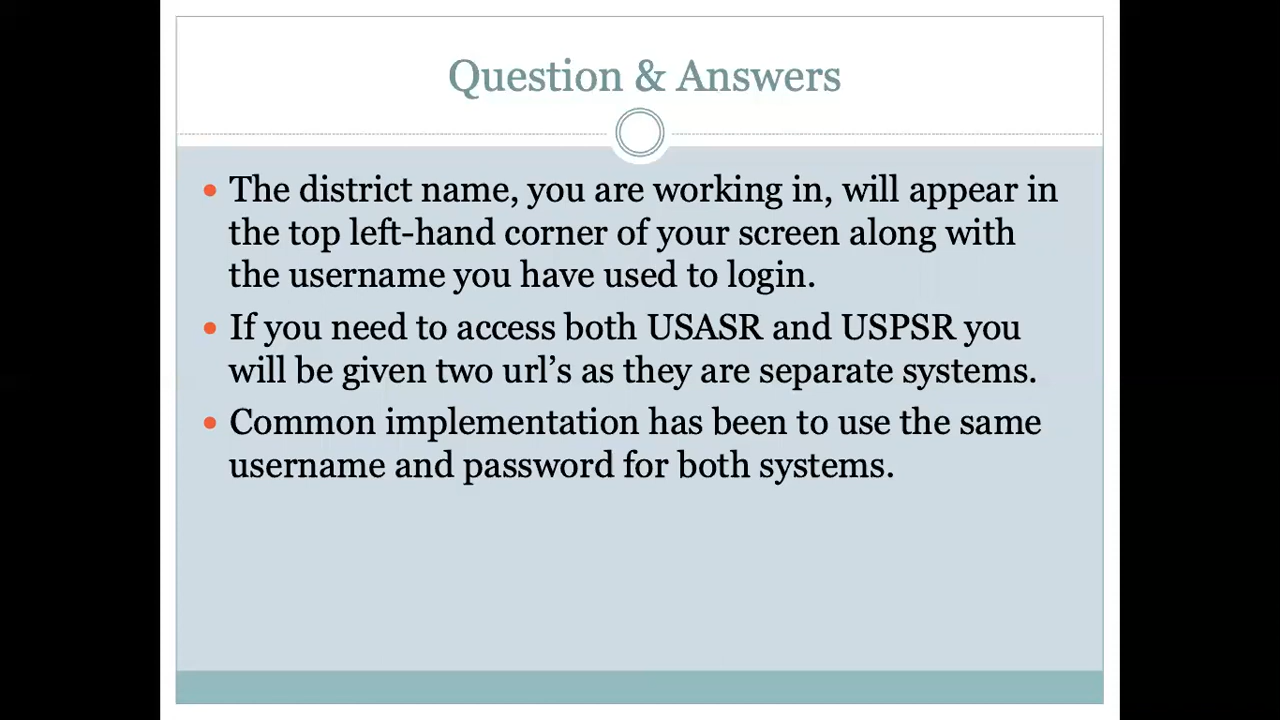 Question & Answers
The district name, you are working in, will appear in
the top left-hand corner of your screen along with
the username you have used to login.
If you need to access both USASR and USPSR you
will be given two url’s as they are separate systems.
Common implementation has been to use the same
username and password for both systems.